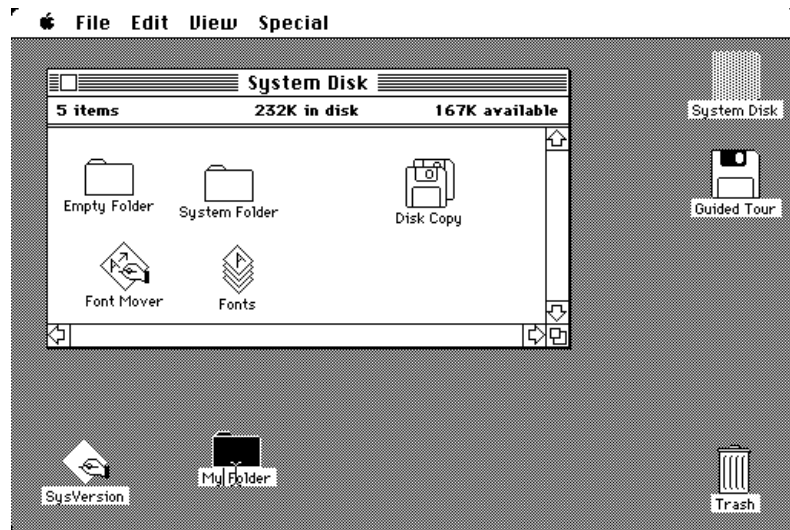 File Edit View Special
System Disk
5 items 232K in disk 167K available
System Disk
Empty Folder System Folder Disk Copy
Guided Tour
Font Mover Fonts
My Folder
SysVersion
Trash